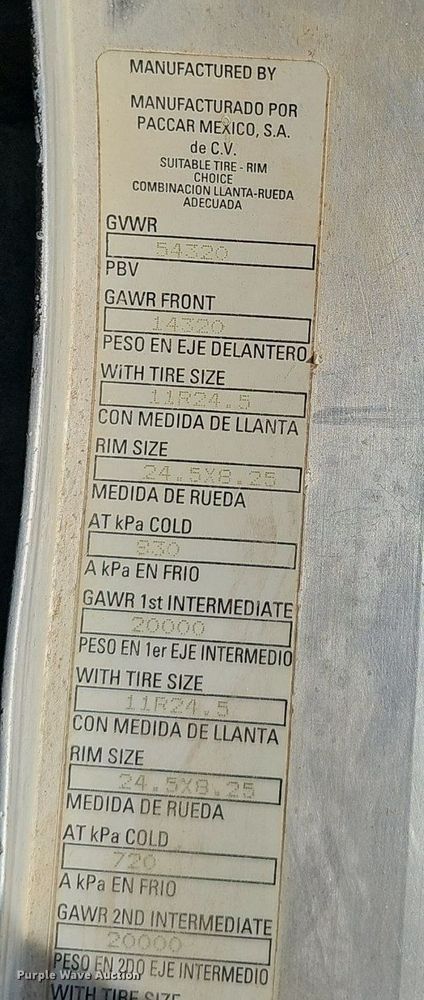 MANUFACTURED BY
MANUFACTURADO POR
PACCAR MEXICO, S.A.
de C.V.
SUITABLE TIRE - RIM
CHOICE
COMBINACION LLANTA-RUEDA
ADECUADA
GVWR
54320
PBV
GAWR FRONT
14320
PESO EN EJE DELANTERO
WITH TIRE SIZE
11R24.5
CON MEDIDA DE LLANTA
RIM SIZE
24.5X8.25
MEDIDA DE RUEDA
AT kPa COLD
830
A kPa EN FRIO
GAWR 1st INTERMEDIATE
20000
PESO EN 1er EJE INTERMEDIO
WITH TIRE SIZE
11R24.5
CON MEDIDA DE LLANTA
RIM SIZE
24.5X8.25
MEDIDA DE RUEDA
AT kPa COLD
720
A kPa EN FRIO
GAWR 2ND INTERMEDIATE
20000
PESO EN 2DO EJE INTERMEDIO
WITH TIRE SIZE
Purple Wave Auction